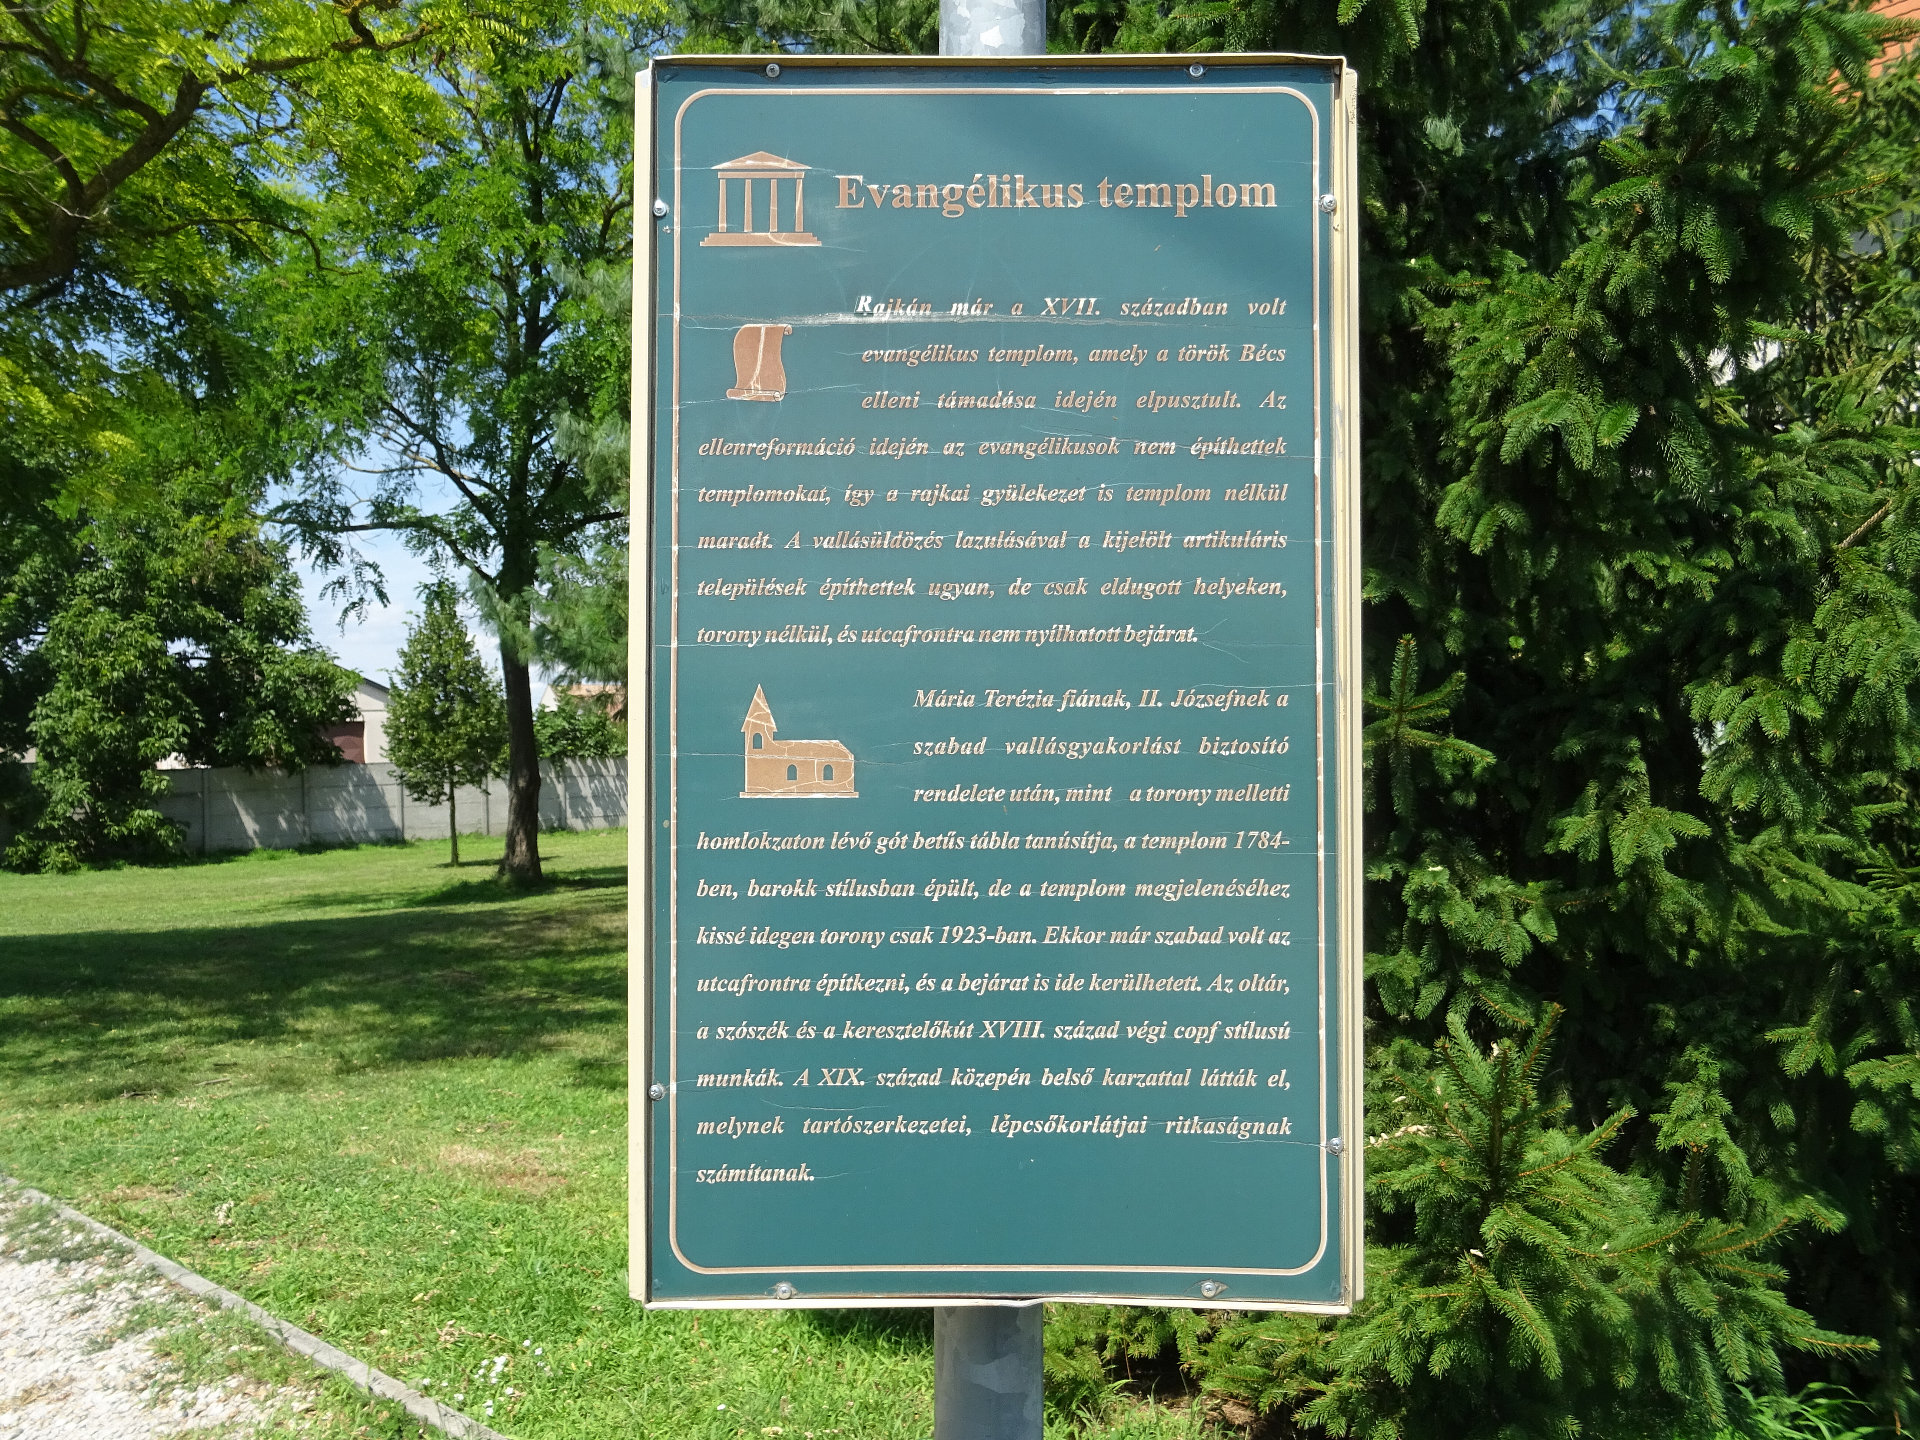 Evangélikus templom
Rajkán már a XVII. században volt
evangélikus templom, amely a török Bécs
elleni támadása idején elpusztult. Az
ellenreformáció idején az evangélikusok nem építhettek
templomokat, így a rajkai gyülekezet is templom nélkül
maradt. A vallásüldözés lazulásával a kijelölt artikuláris
települések építhettek ugyan, de csak eldugott helyeken,
torony nélkül, és utcafrontra nem nyílhatott bejárat.
Mária Terézia fiának, II. Józsefnek a
szabad vallásgyakorlást biztosító
rendelete után, mint a torony melletti
homlokzaton lévő gót betűs tábla tanúsítja, a templom 1784-
ben, barokk stílusban épült, de a templom megjelenéséhez
kissé idegen torony csak 1923-ban. Ekkor már szabad volt az
utcafrontra építkezni, és a bejárat is ide kerülhetett. Az oltár,
a szószék és a keresztelőkút XVIII. század végi copf stílusú
munkák. A XIX. század közepén belső karzattal látták el,
melynek tartószerkezetei, lépcsőkorlátjai ritkaságnak
számítanak.